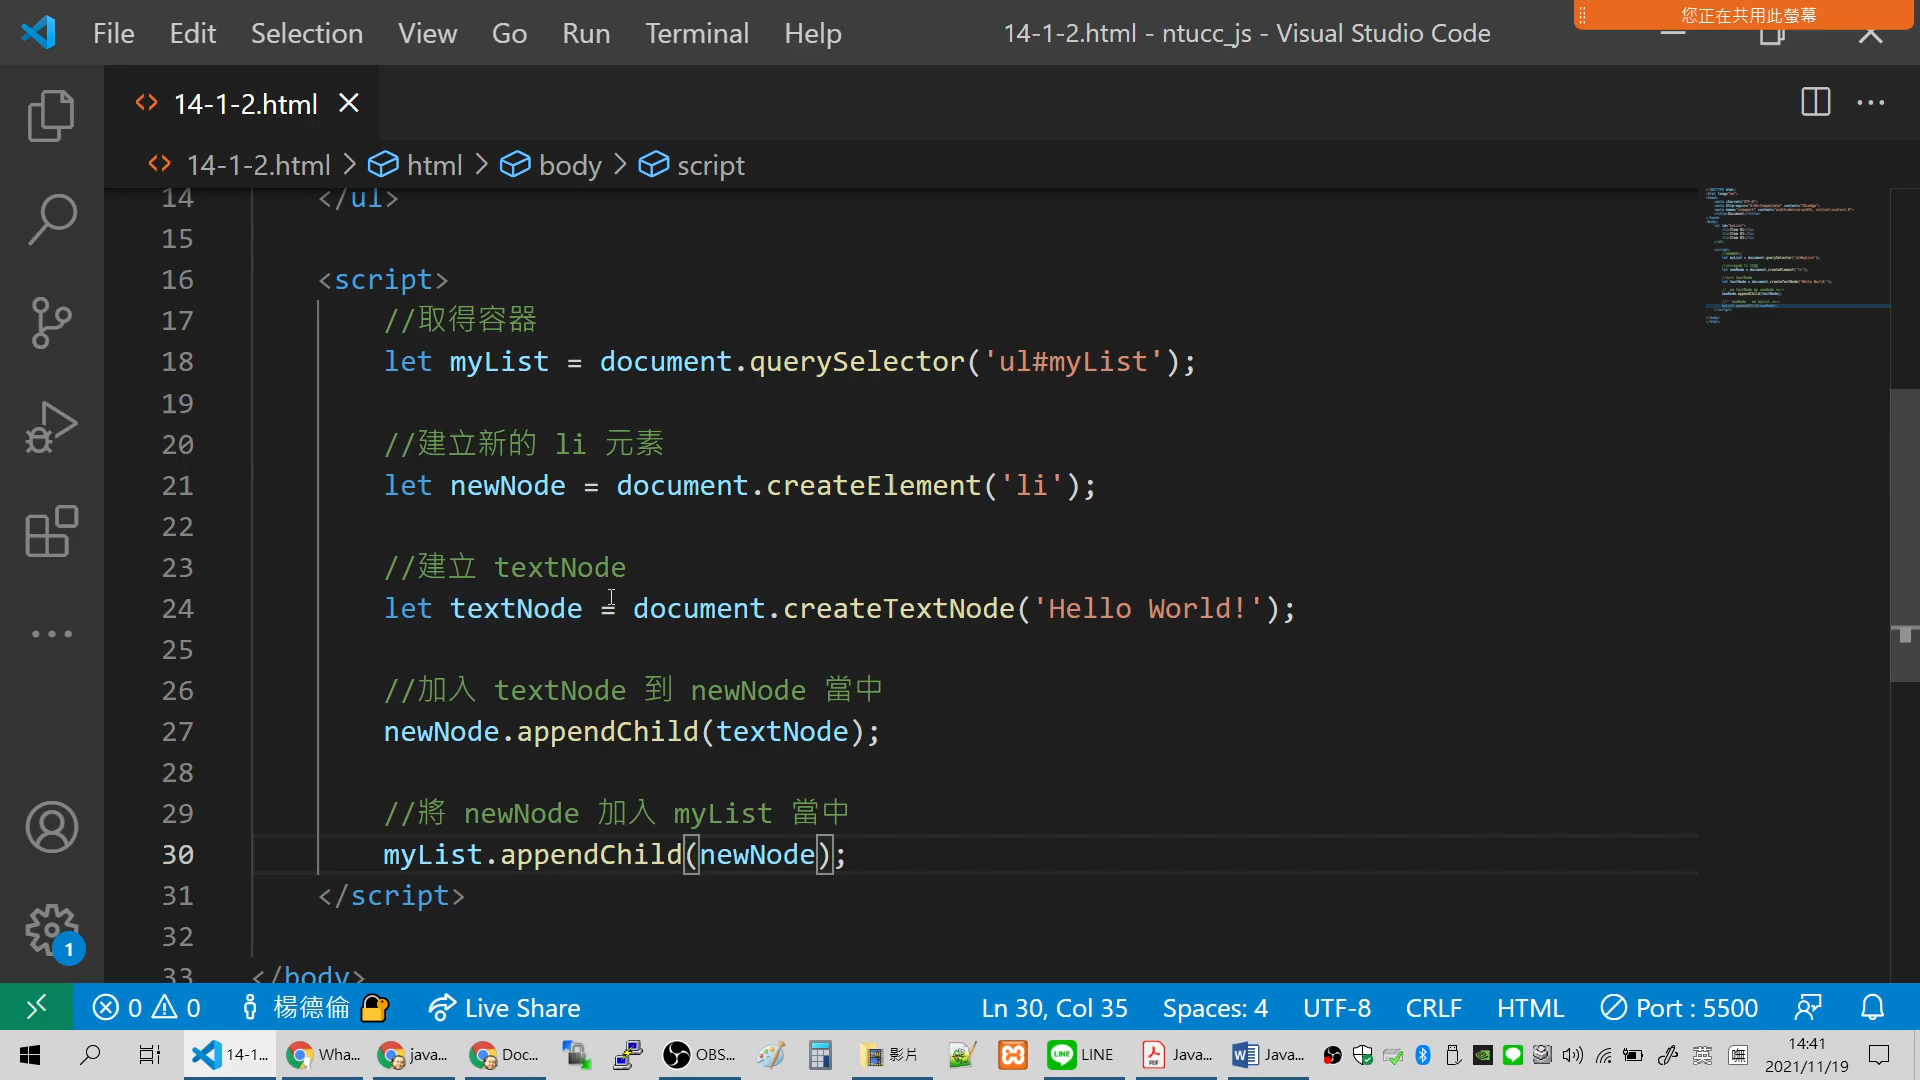 File Edit Selection View Go Run Terminal Help
14-1-2.html - ntucc_js - Visual Studio Code
您正在共用此螢幕
14-1-2.html
14-1-2.html > html > body > script
14 </ul>
15
16 <script>
17 //取得容器
18 let myList = document.querySelector('ul#myList');
19
20 //建立新的 li 元素
21 let newNode = document.createElement('li');
22
23 //建立 textNode
24 let textNode = document.createTextNode('Hello World!');
25
26 //加入 textNode 到 newNode 當中
27 newNode.appendChild(textNode);
28
29 //將 newNode 加入 myList 當中
30 myList.appendChild(newNode);
31 </script>
32
33 </body>
1
0 0 楊德倫 Live Share Ln 30, Col 35 Spaces: 4 UTF-8 CRLF HTML Port : 5500
14-1... Wha... java... Doc... OBS... 影片 LINE Java... Java... 英 14:41
2021/11/19